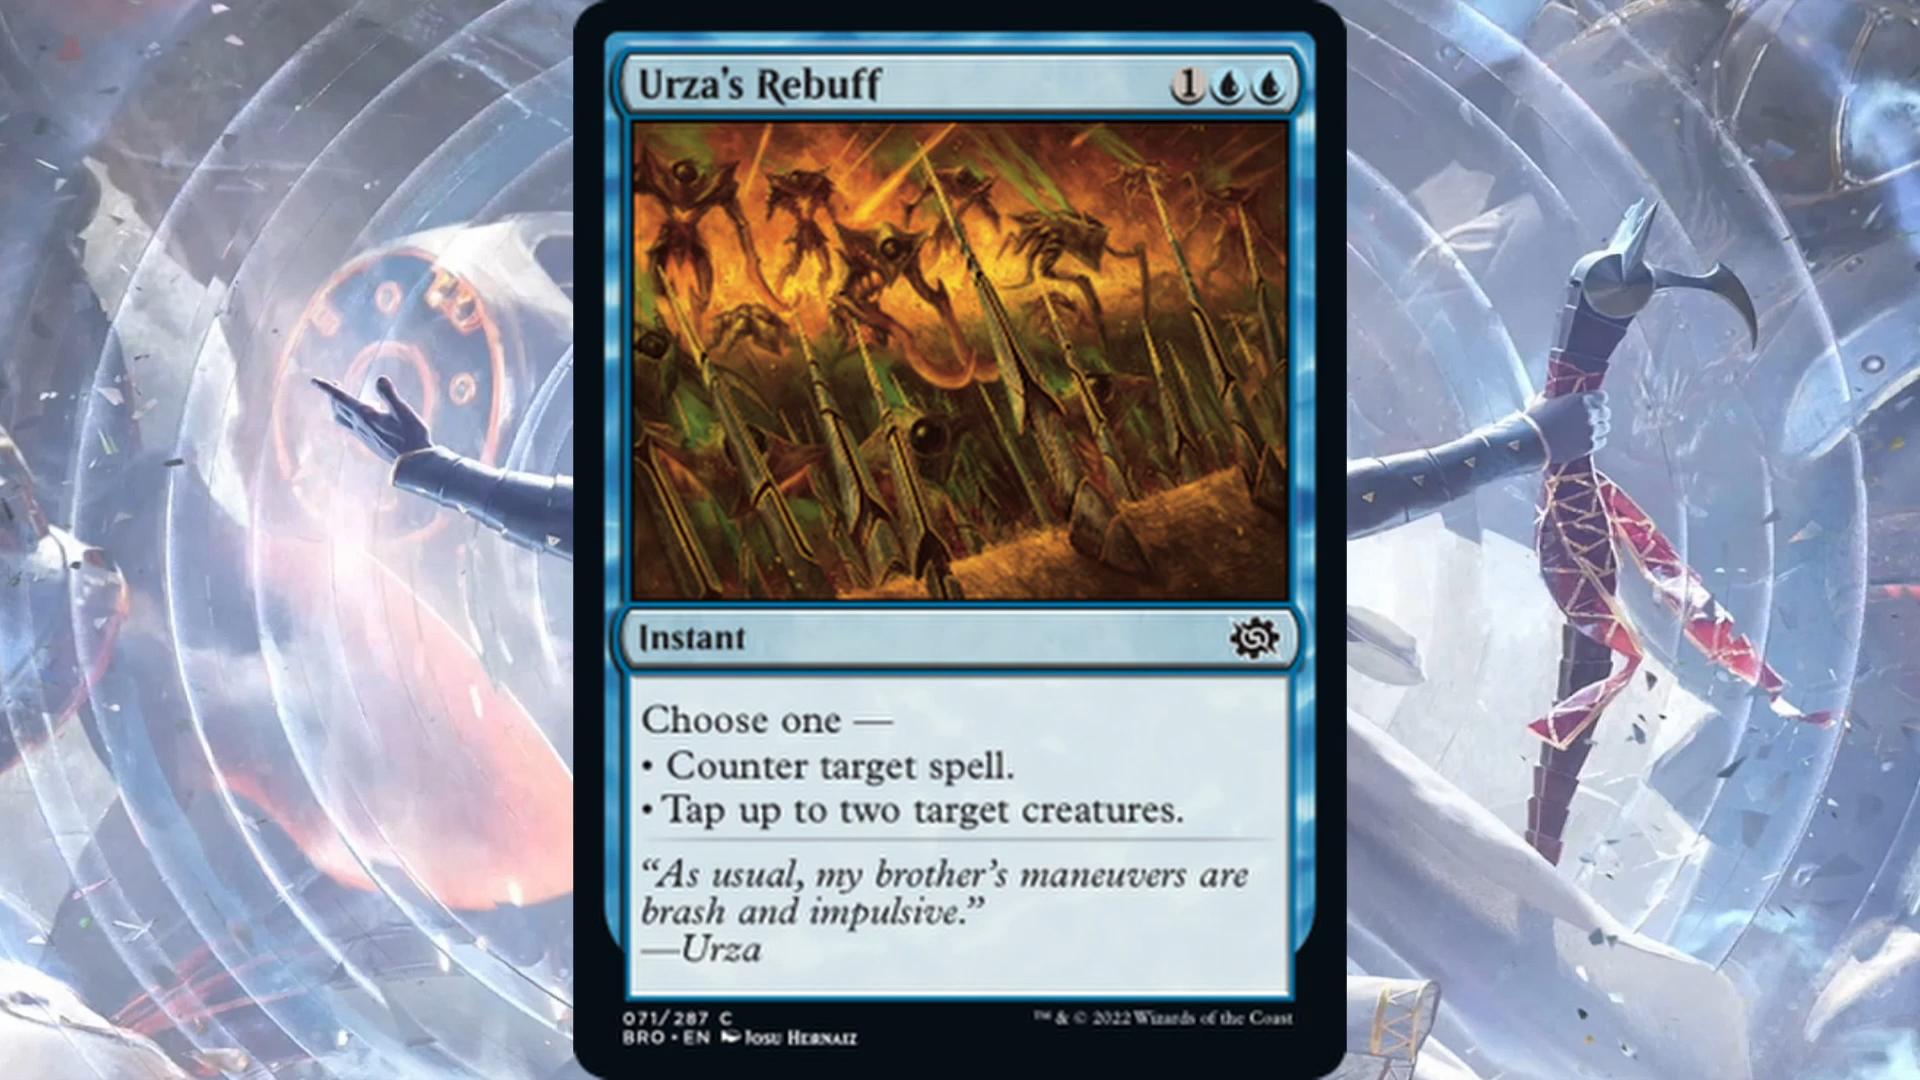 Urza's Rebuff 1
Instant
Choose one —
• Counter target spell.
• Tap up to two target creatures.
“As usual, my brother’s maneuvers are
brash and impulsive.”
—Urza
071/287 C
BRO • EN Josu Hernaiz
™ & © 2022 Wizards of the Coast